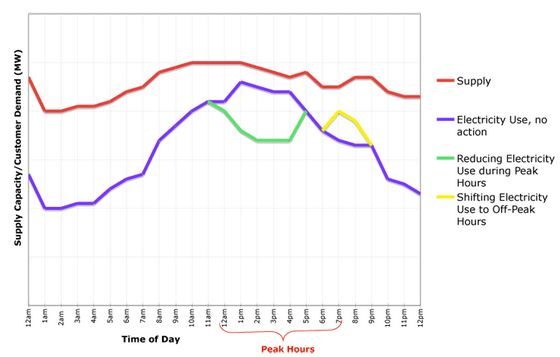 Supply Capacity/Customer Demand (MW)
Supply
Electricity Use, no
action
Reducing Electricity
Use during Peak
Hours
Shifting Electricity
Use to Off-Peak
Hours
12am
1am
2am
3am
4am
5am
6am
7am
8am
9am
10am
11am
12pm
1pm
2pm
3pm
4pm
5pm
6pm
7pm
8pm
9pm
10pm
11pm
12pm
Time of Day
Peak Hours